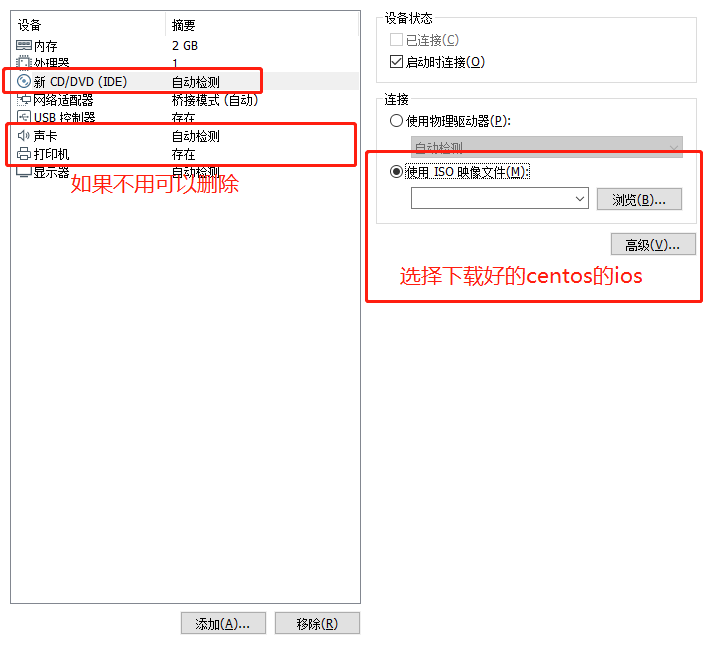 设备 摘要
内存 2 GB
处理器 1
新 CD/DVD (IDE) 自动检测
网络适配器 桥接模式 (自动)
USB 控制器 存在
声卡 自动检测
打印机 存在
显示器 自动检测
如果不用可以删除
添加(A)... 移除(R)
设备状态
已连接(C)
启动时连接(O)
连接
使用物理驱动器(P):
自动检测
使用 ISO 映像文件(M):
浏览(B)...
高级(V)...
选择下载好的centos的ios